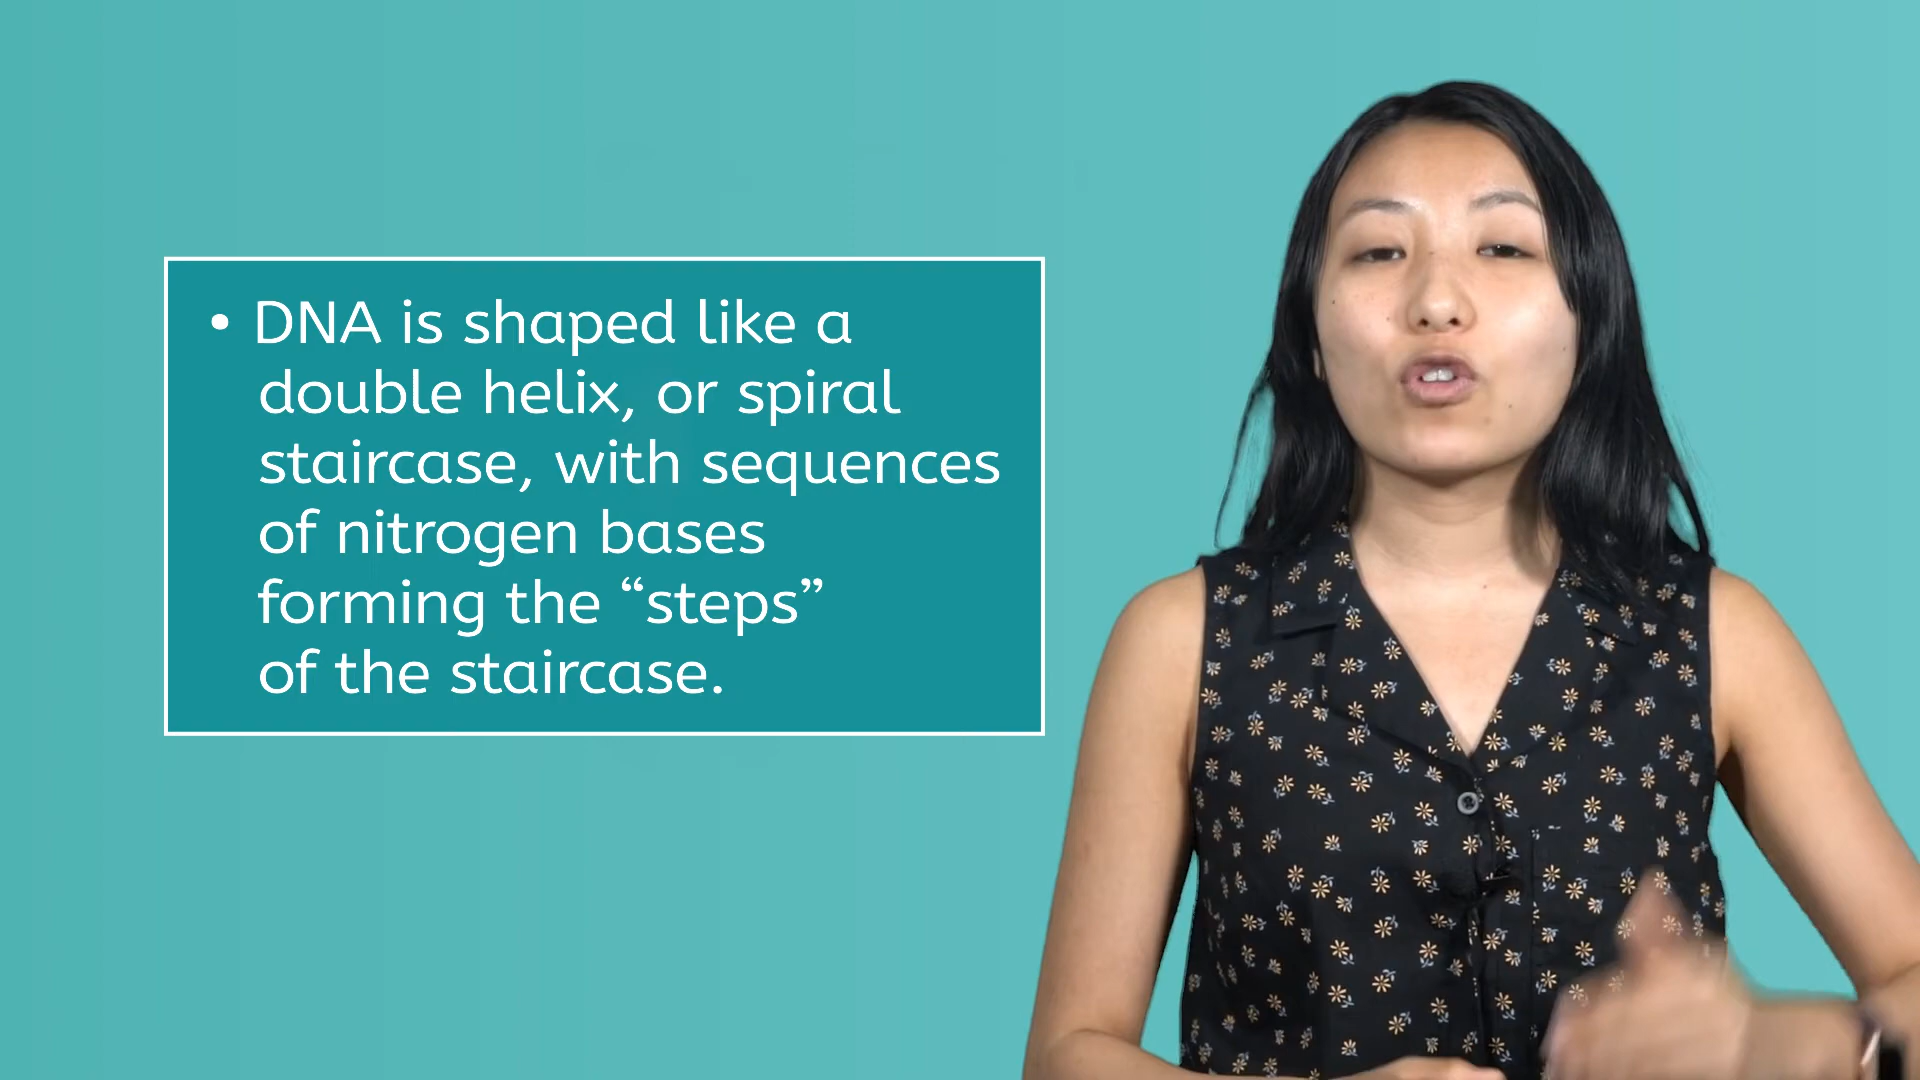 • DNA is shaped like a
double helix, or spiral
staircase, with sequences
of nitrogen bases
forming the “steps”
of the staircase.